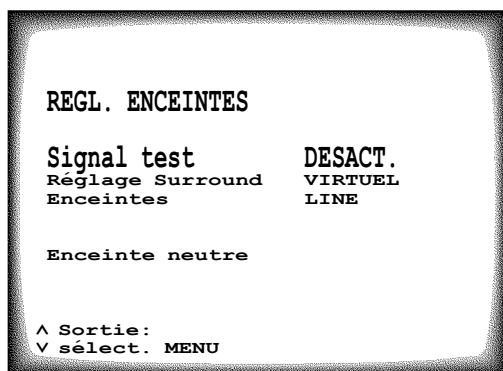 REGL. ENCEINTES
Signal test DESACT.
Réglage Surround VIRTUEL
Enceintes LINE
Enceinte neutre
∧ Sortie:
∨ sélect. MENU